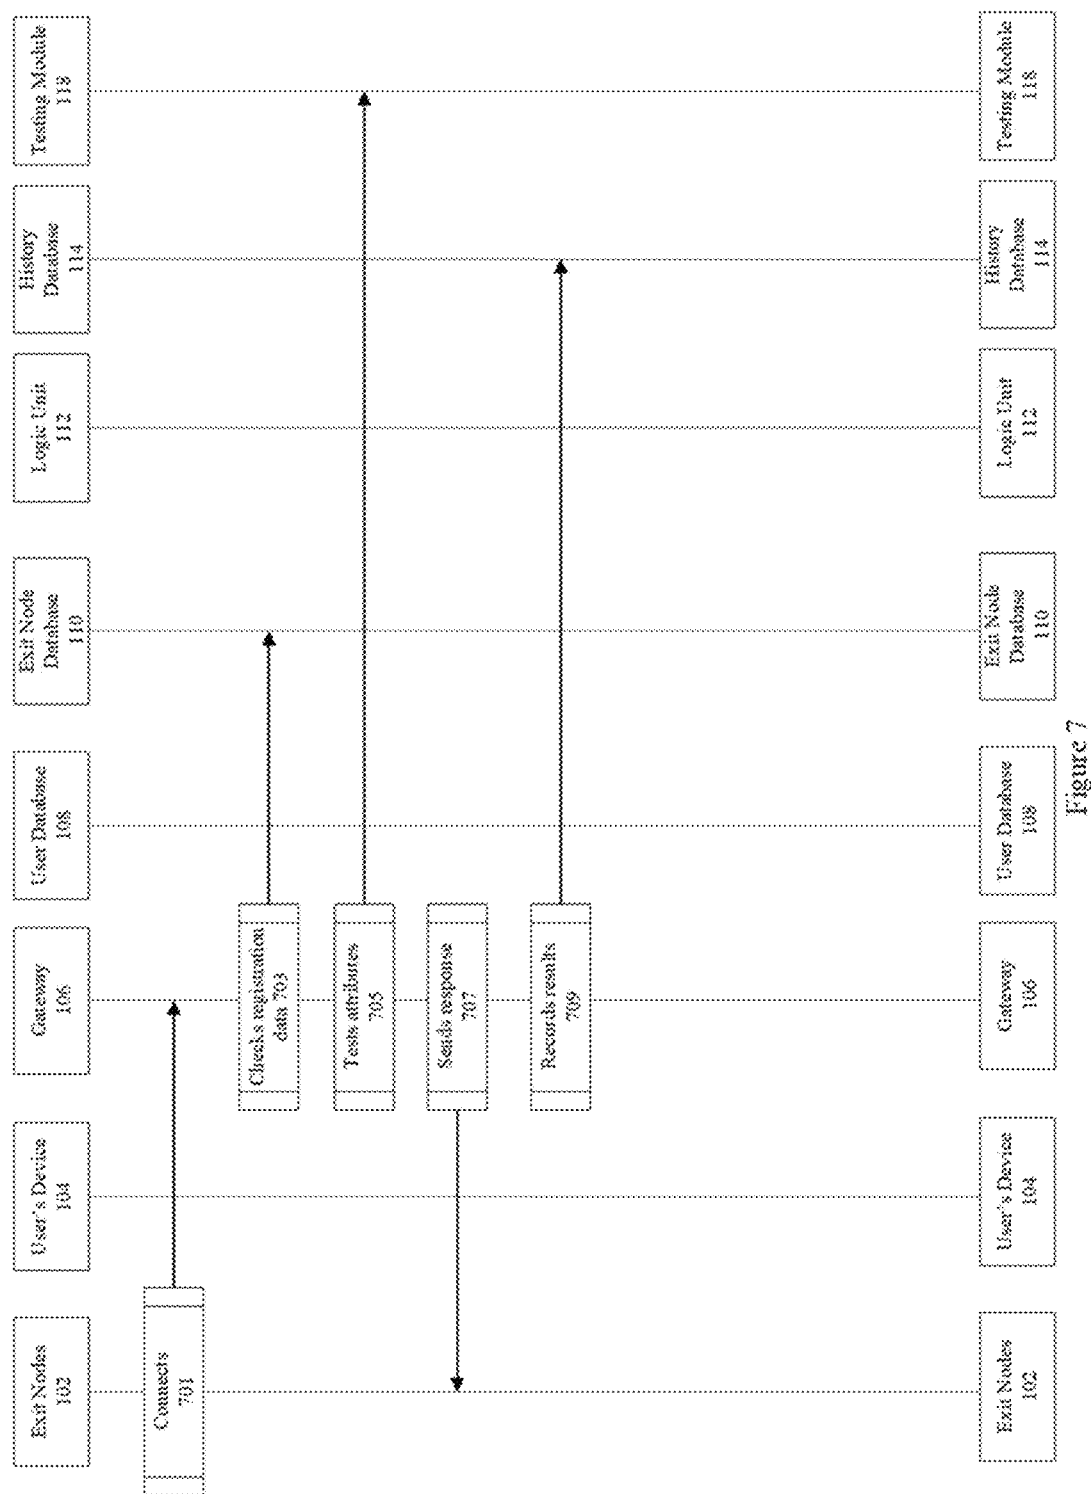 Exit Nodes
102
User's Device
104
Gateway
106
User Database
108
Exit Node
Database
110
Logic Unit
112
History
Database
114
Testing Module
118
Connects
701
Checks registration
data 703
Tests attributes
705
Sends response
707
Records results
709
Exit Nodes
102
User's Device
104
Gateway
106
User Database
108
Exit Node
Database
110
Logic Unit
112
History
Database
114
Testing Module
118
Figure 7